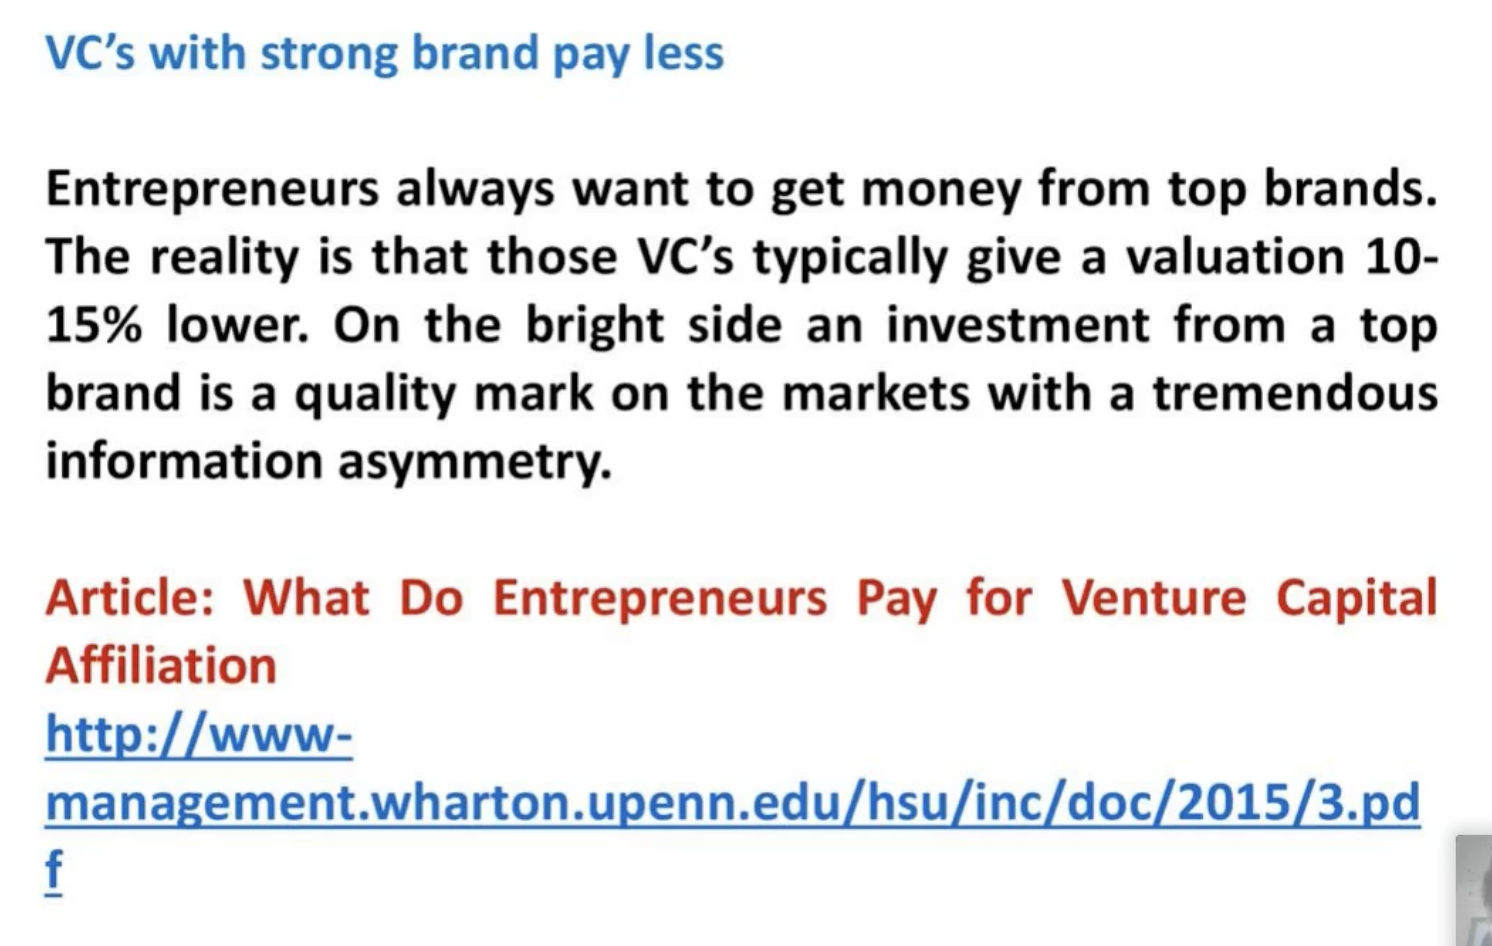 VC’s with strong brand pay less
Entrepreneurs always want to get money from top brands.
The reality is that those VC’s typically give a valuation 10-
15% lower. On the bright side an investment from a top
brand is a quality mark on the markets with a tremendous
information asymmetry.
Article: What Do Entrepreneurs Pay for Venture Capital
Affiliation
http://www-
management.wharton.upenn.edu/hsu/inc/doc/2015/3.pd
f